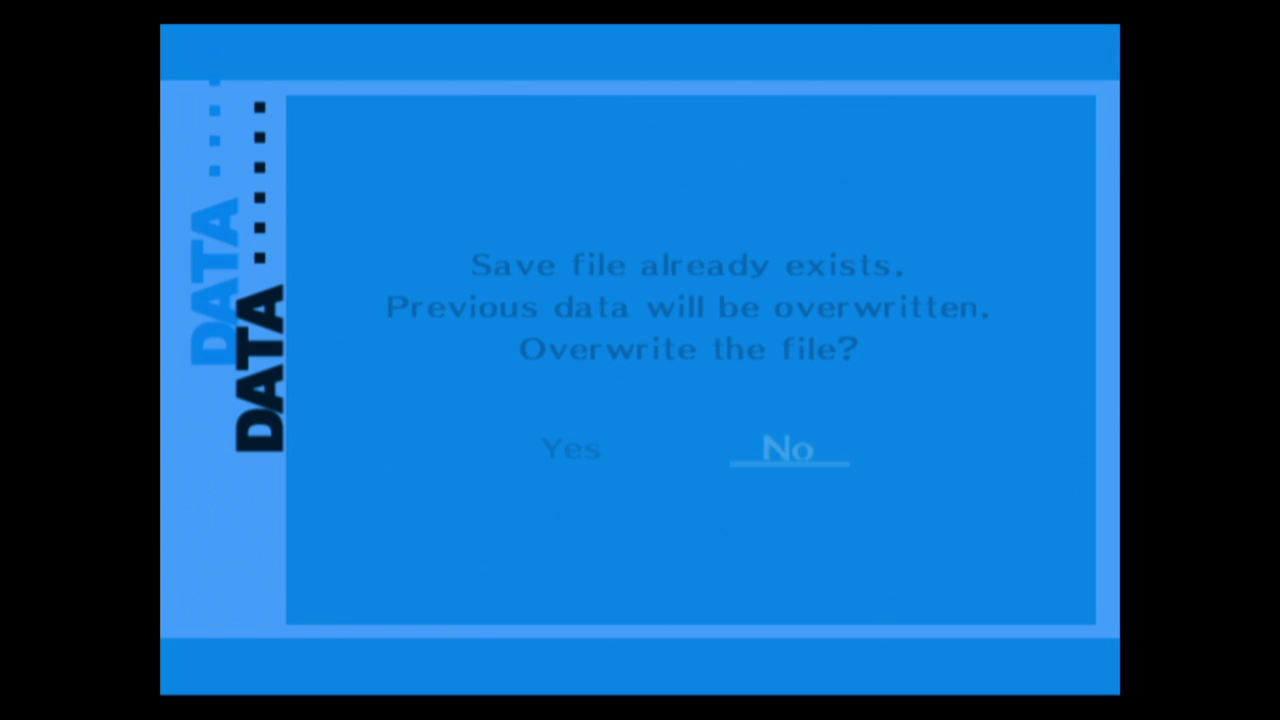 DATA......
DATA....
Save file already exists.
Previous data will be overwritten.
Overwrite the file?
Yes No